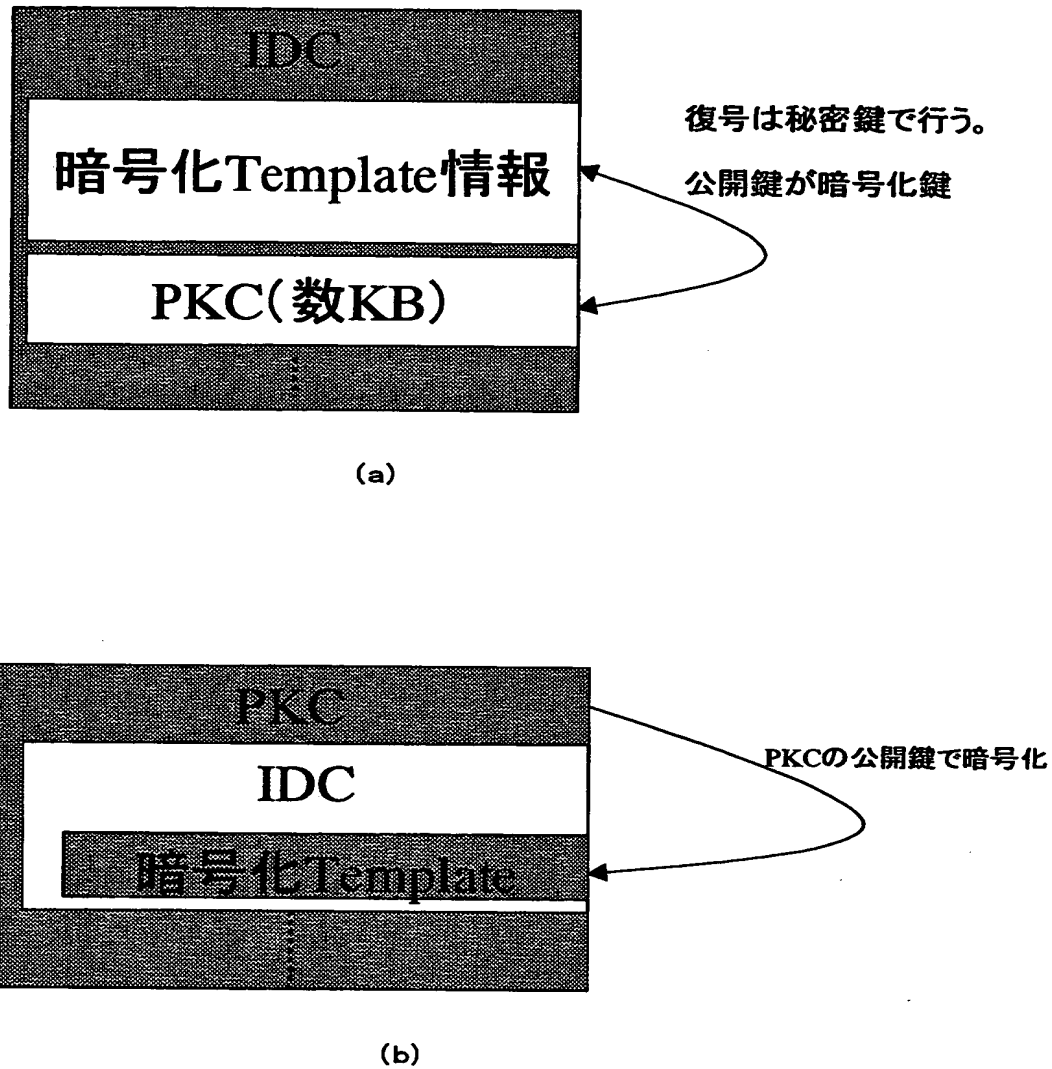 IDC
暗号化Template情報
復号は秘密鍵で行う。
公開鍵が暗号化鍵
PKC(数KB)
(a)
PKC
IDC
暗号化Template
PKCの公開鍵で暗号化
(b)